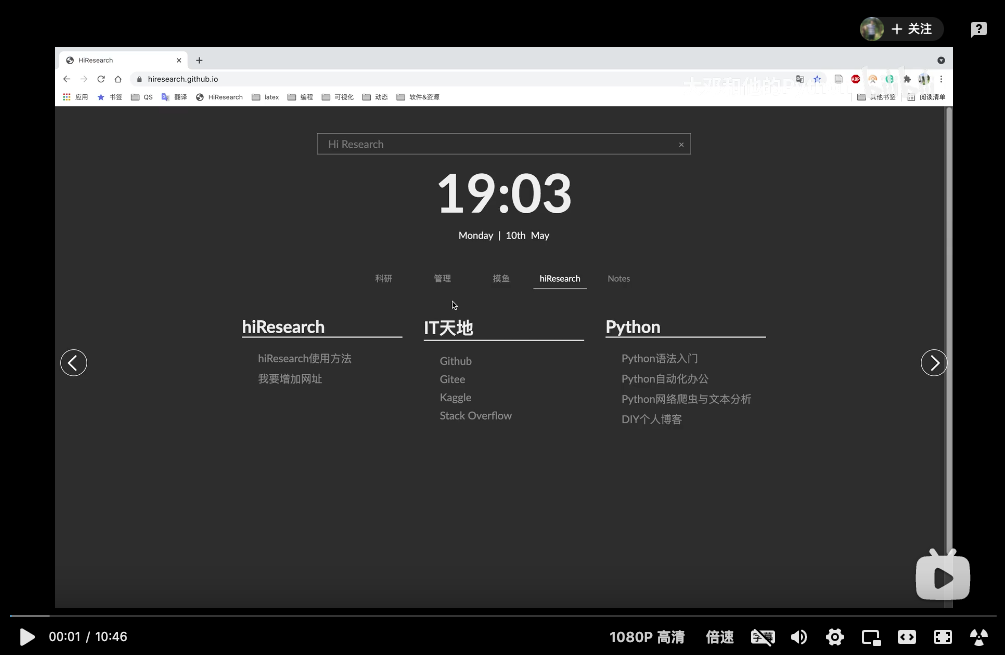 + 关注
HiResearch
hiresearch.github.io
应用 书签 QS 翻译 HiResearch latex 编程 可视化 动态 软件&资源 其他书签 阅读清单
Hi Research
19:03
Monday | 10th May
科研 管理 摸鱼 hiResearch Notes
hiResearch
hiResearch使用方法
我要增加网址
IT天地
Github
Gitee
Kaggle
Stack Overflow
Python
Python语法入门
Python自动化办公
Python网络爬虫与文本分析
DIY个人博客
00:01 / 10:46
1080P 高清 倍速 字幕